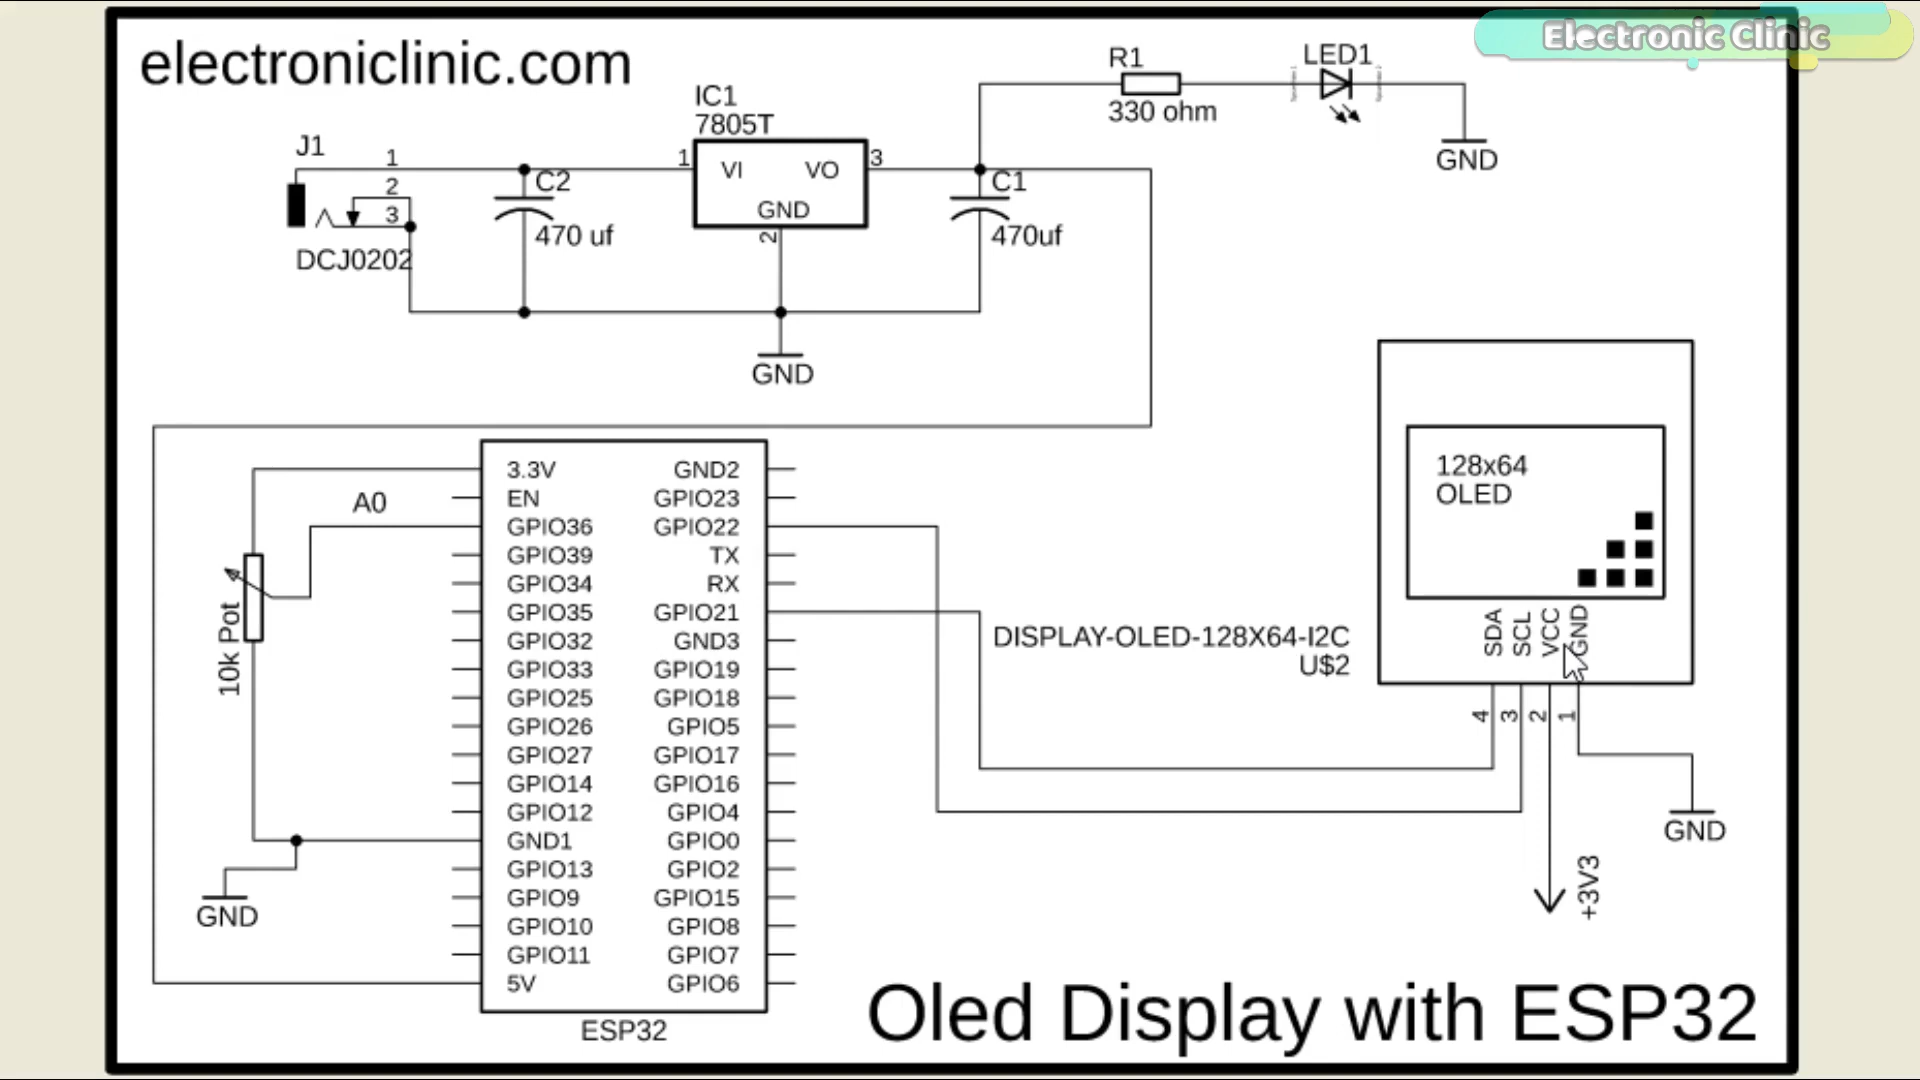 Electronic Clinic
electroniclinic.com
R1
LED1
330 ohm
GND
IC1
7805T
J1
1
2
3
DCJ0202
C2
470 uf
1
VI
VO
3
GND
2
C1
470uf
GND
A0
10k Pot
GND
3.3V
EN
GPIO36
GPIO39
GPIO34
GPIO35
GPIO32
GPIO33
GPIO25
GPIO26
GPIO27
GPIO14
GPIO12
GND1
GPIO13
GPIO9
GPIO10
GPIO11
5V
GND2
GPIO23
GPIO22
TX
RX
GPIO21
GND3
GPIO19
GPIO18
GPIO5
GPIO17
GPIO16
GPIO4
GPIO0
GPIO2
GPIO15
GPIO8
GPIO7
GPIO6
ESP32
128x64
OLED
DISPLAY-OLED-128X64-I2C
U$2
SDA
SCL
VCC
GND
4
3
2
1
GND
+3V3
Oled Display with ESP32